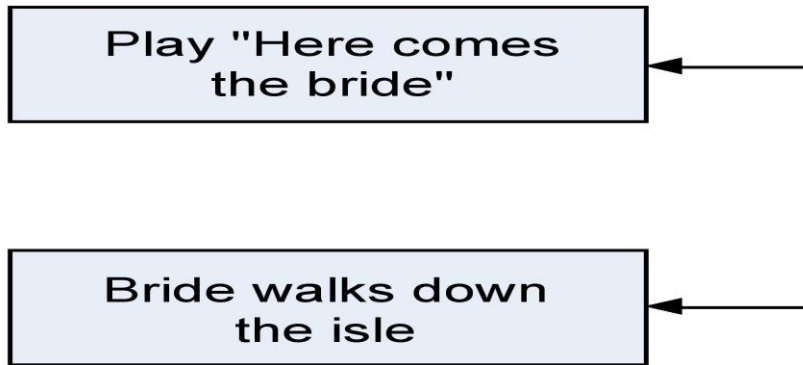 Play "Here comes
the bride"
Bride walks down
the isle